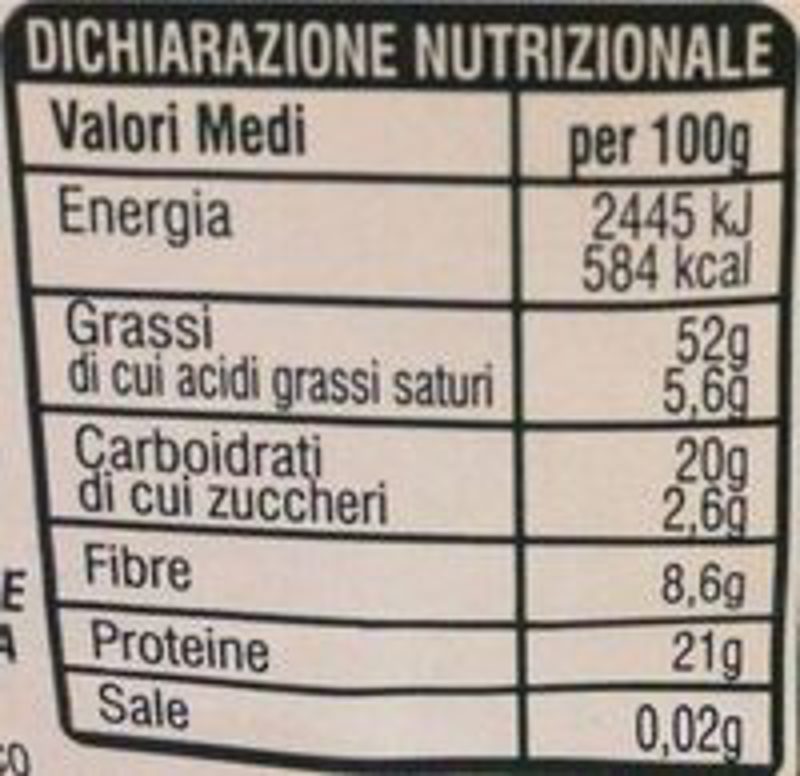 DICHIARAZIONE NUTRIZIONALE
Valori Medi per 100g
Energia 2445 kJ
584 kcal
Grassi 52g
di cui acidi grassi saturi 5,6g
Carboidrati 20g
di cui zuccheri 2,6g
Fibre 8,6g
E
A
Proteine 21g
Sale 0,02g